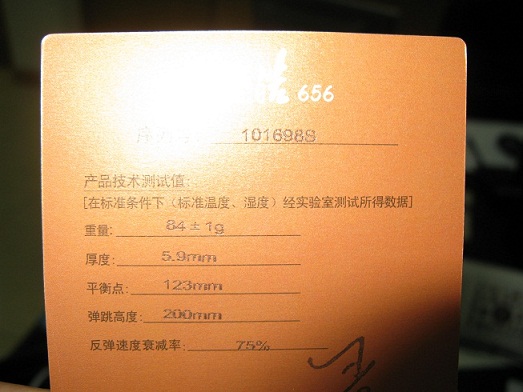 656
序 1016988
产品技术测试值:
[在标准条件下（标准温度、湿度）经实验室测试所得数据]
重量: 84±1g
厚度: 5.9mm
平衡点: 123mm
弹跳高度: 200mm
反弹速度衰减率: 75%